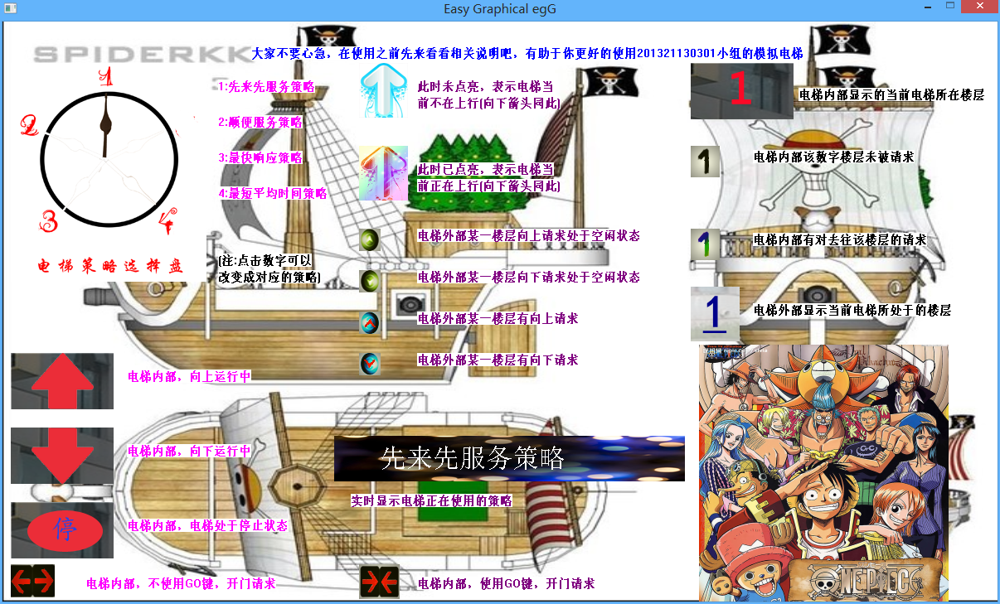 Easy Graphical egG
SPIDERKK
大家不要心急，在使用之前先来看看相关说明吧，有助于你更好的使用201321130301小组的模拟电梯
1
2
3
4
电梯策略选择盘
1:先来先服务策略
2:顺便服务策略
3:最快响应策略
4:最短平均时间策略
(注:点击数字可以
改变成对应的策略)
此时未点亮，表示电梯当
前不在上行(向下箭头同此)
此时已点亮，表示电梯当
前正在上行(向下箭头同此)
电梯外部某一楼层向上请求处于空闲状态
电梯外部某一楼层向下请求处于空闲状态
电梯外部某一楼层有向上请求
电梯外部某一楼层有向下请求
1
电梯内部显示的当前电梯所在楼层
1
电梯内部该数字楼层未被请求
1
电梯内部有对去往该楼层的请求
1
电梯外部显示当前电梯所处于的楼层
电梯内部，向上运行中
电梯内部，向下运行中
停
电梯内部，电梯处于停止状态
电梯内部，不使用GO键，开门请求
先来先服务策略
实时显示电梯正在使用的策略
电梯内部，使用GO键，开门请求
ONE PIECE